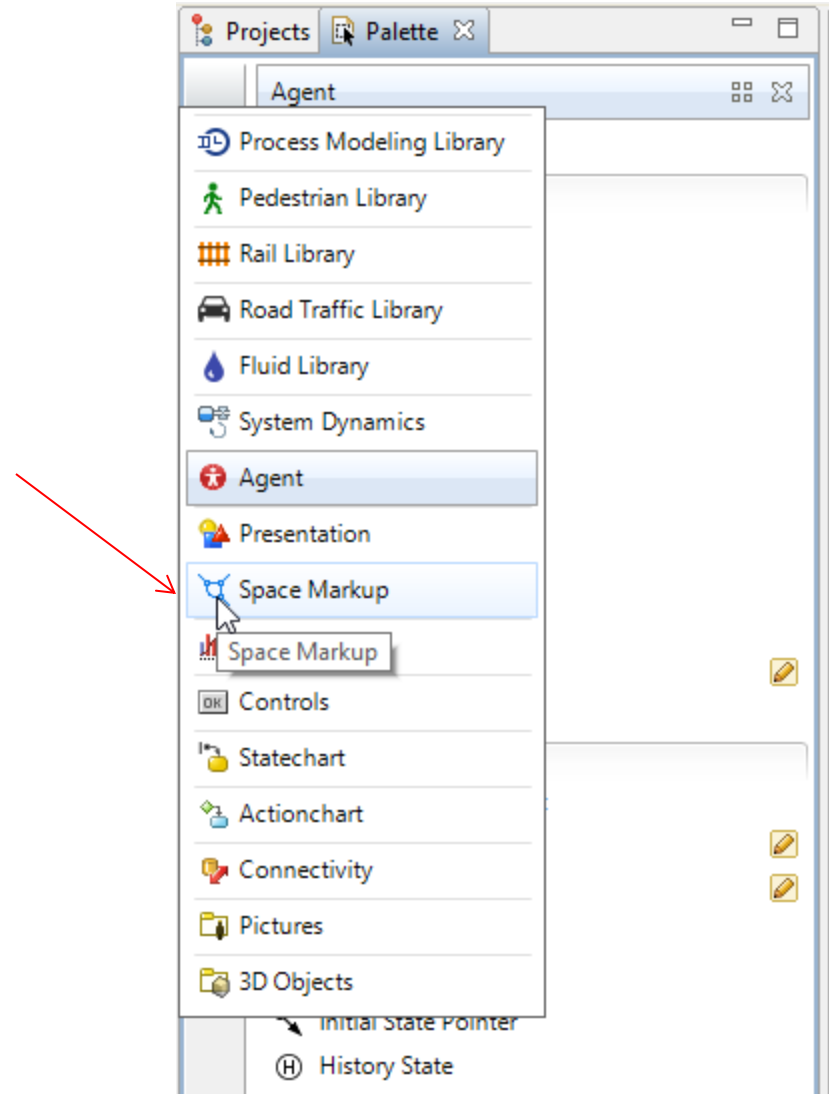 Projects Palette
Agent
Process Modeling Library
Pedestrian Library
Rail Library
Road Traffic Library
Fluid Library
System Dynamics
Agent
Presentation
Space Markup
Space Markup
OK Controls
Statechart
Actionchart
Connectivity
Pictures
3D Objects
Initial State Pointer
H History State